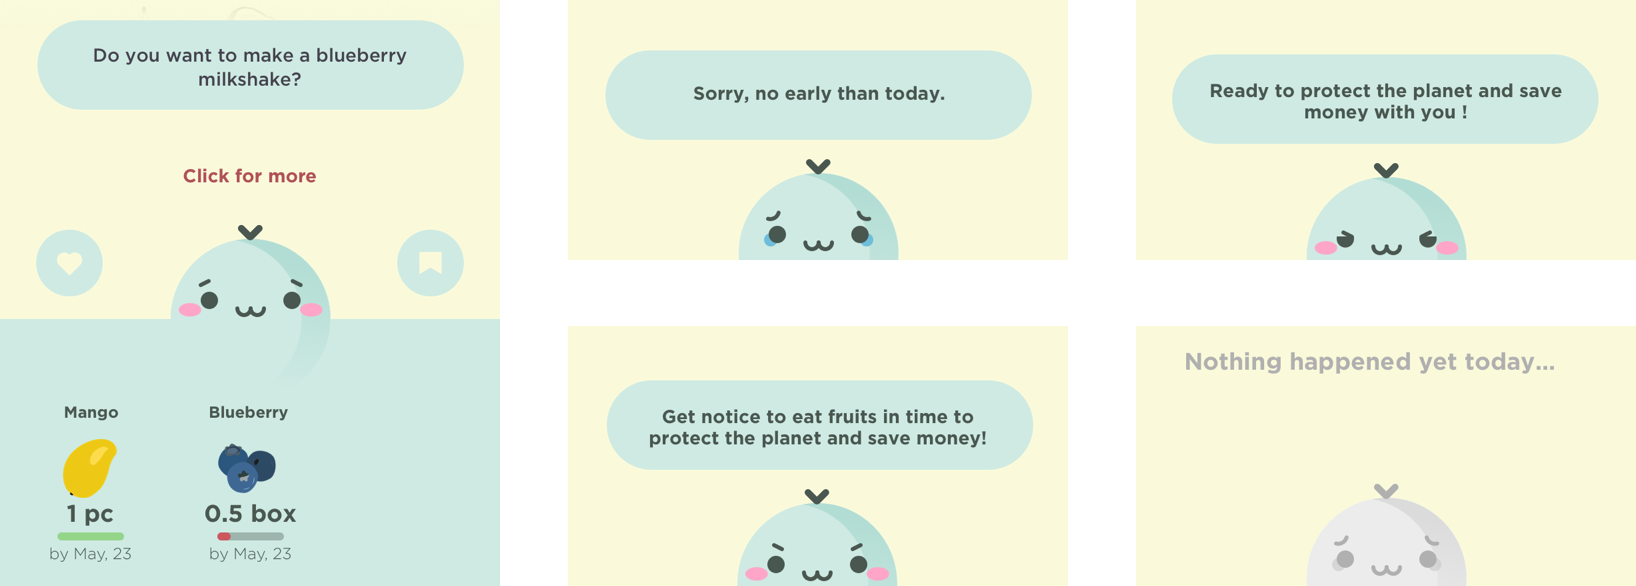 Do you want to make a blueberry
milkshake?
Click for more
Mango
Blueberry
1 pc
0.5 box
by May, 23
by May, 23
Sorry, no early than today.
Ready to protect the planet and save
money with you !
Get notice to eat fruits in time to
protect the planet and save money!
Nothing happened yet today...